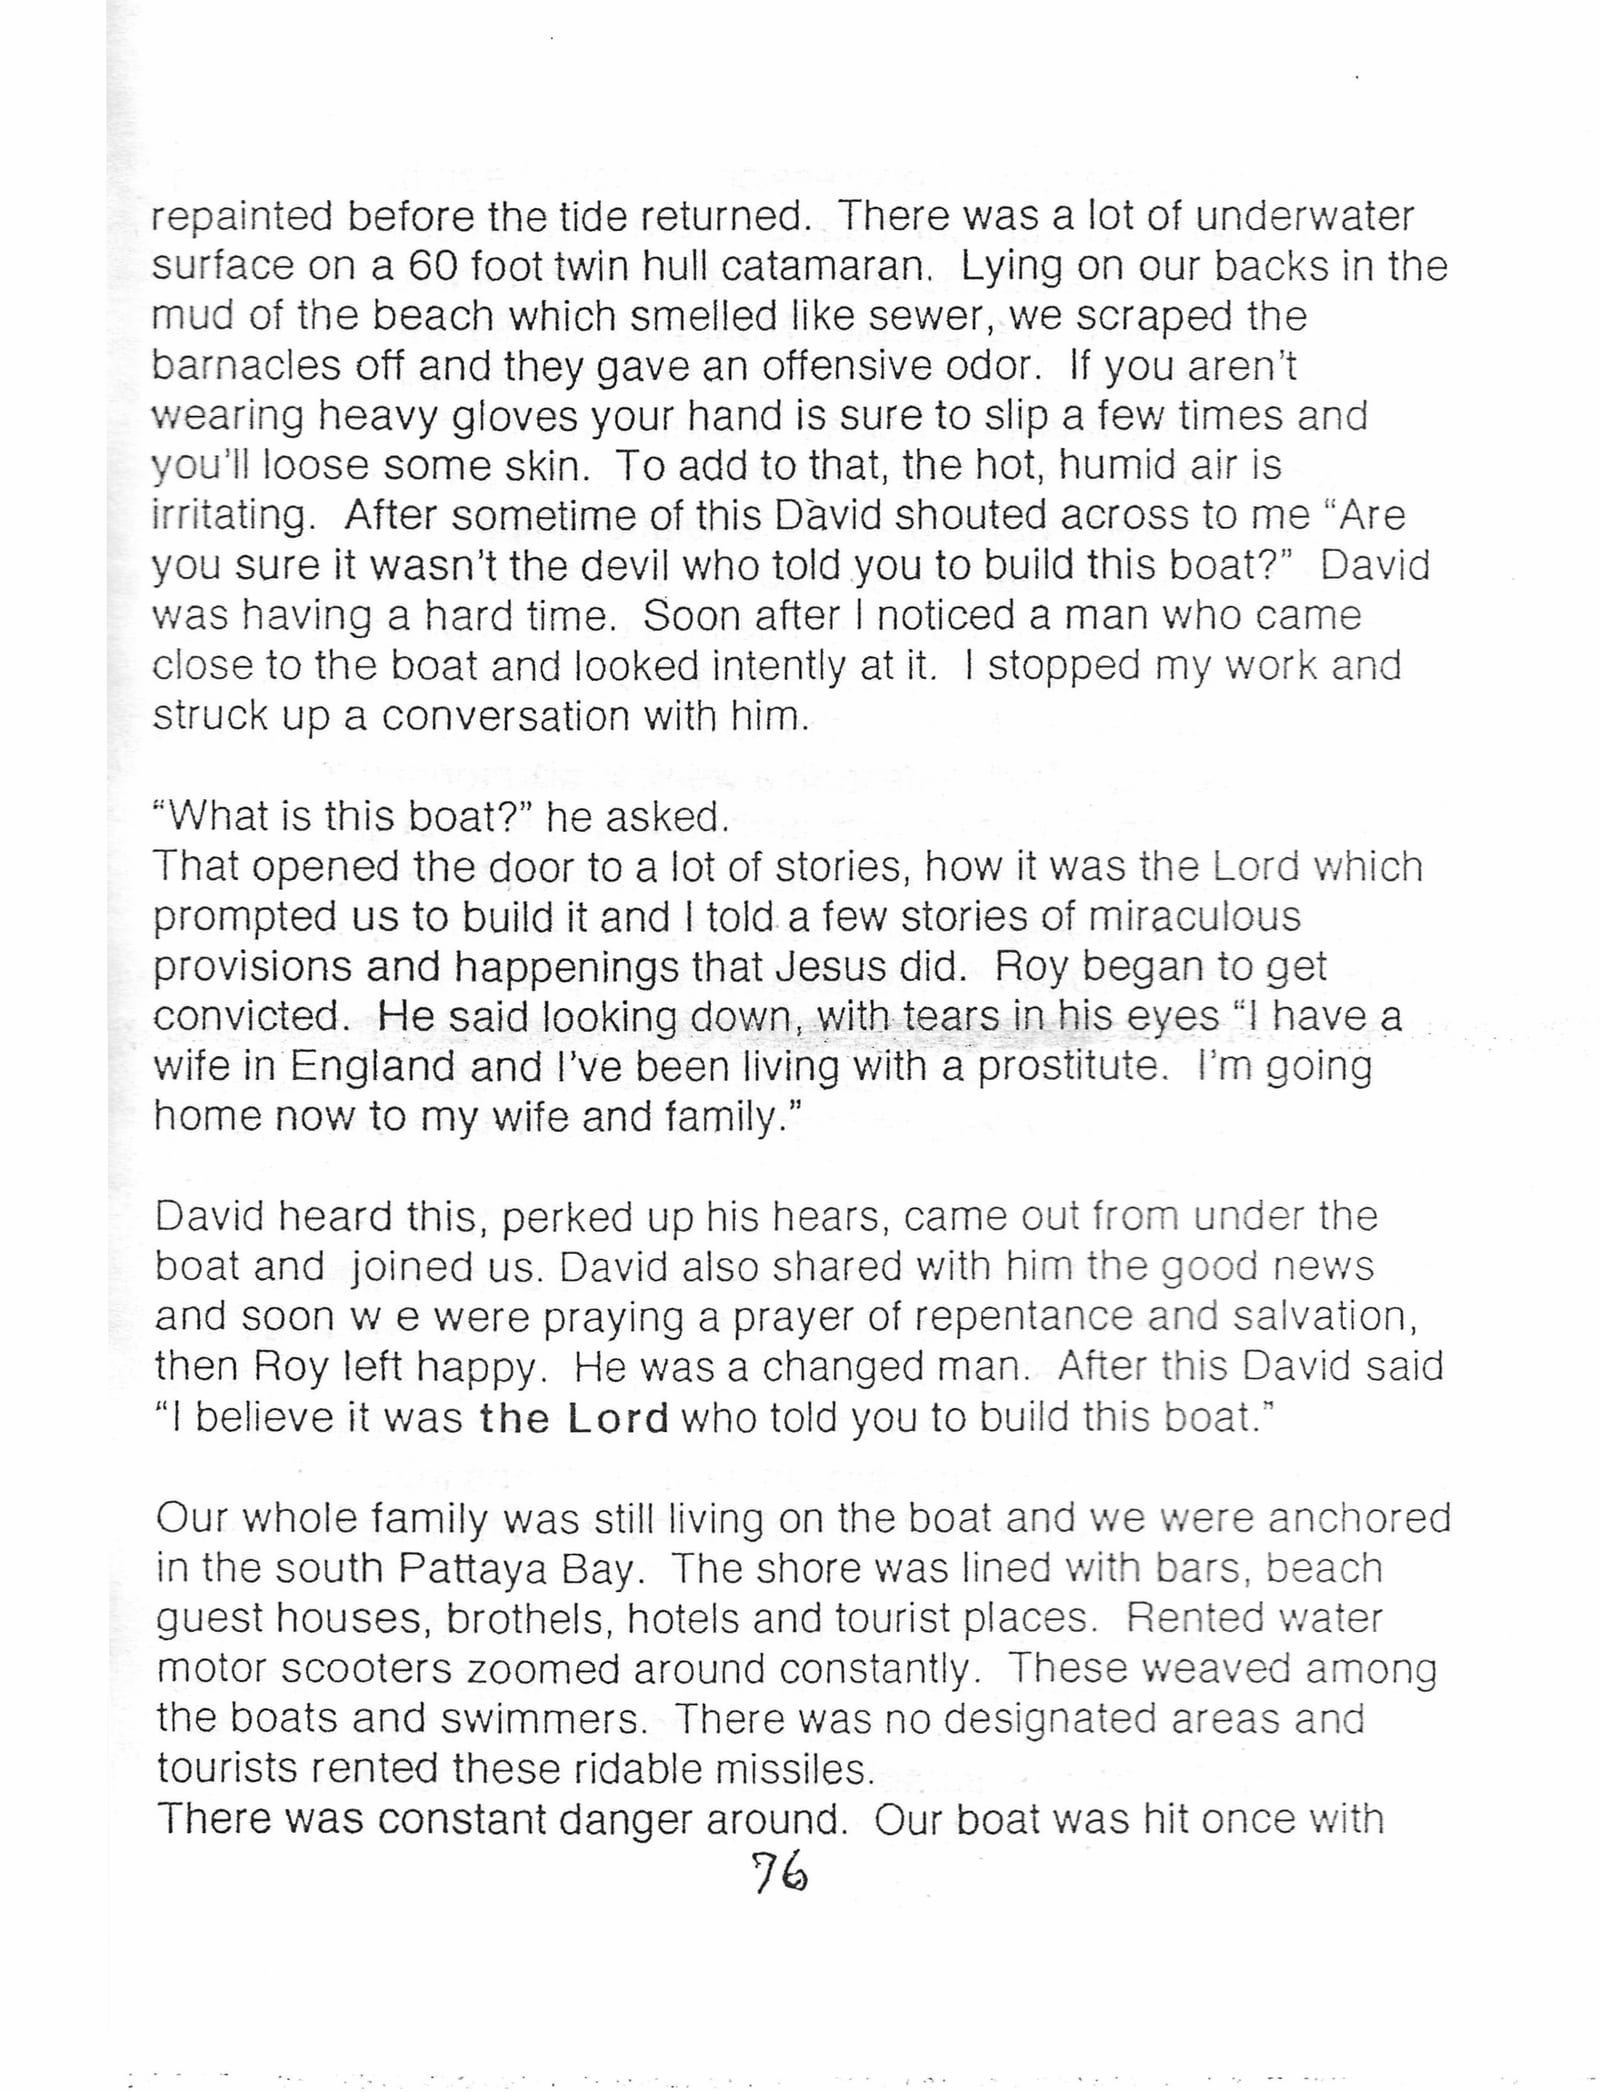 repainted before the tide returned. There was a lot of underwater
surface on a 60 foot twin hull catamaran. Lying on our backs in the
mud of the beach which smelled like sewer, we scraped the
barnacles off and they gave an offensive odor. If you aren't
wearing heavy gloves your hand is sure to slip a few times and
you'll loose some skin. To add to that, the hot, humid air is
irritating. After sometime of this David shouted across to me “Are
you sure it wasn't the devil who told you to build this boat?” David
was having a hard time. Soon after I noticed a man who came
close to the boat and looked intently at it. I stopped my work and
struck up a conversation with him.

“What is this boat?” he asked.
That opened the door to a lot of stories, how it was the Lord which
prompted us to build it and I told a few stories of miraculous
provisions and happenings that Jesus did. Roy began to get
convicted. He said looking down, with tears in his eyes “I have a
wife in England and I've been living with a prostitute. I'm going
home now to my wife and family.”

David heard this, perked up his hears, came out from under the
boat and joined us. David also shared with him the good news
and soon w e were praying a prayer of repentance and salvation,
then Roy left happy. He was a changed man. After this David said
“I believe it was the Lord who told you to build this boat.”

Our whole family was still living on the boat and we were anchored
in the south Pattaya Bay. The shore was lined with bars, beach
guest houses, brothels, hotels and tourist places. Rented water
motor scooters zoomed around constantly. These weaved among
the boats and swimmers. There was no designated areas and
tourists rented these ridable missiles.
There was constant danger around. Our boat was hit once with
76